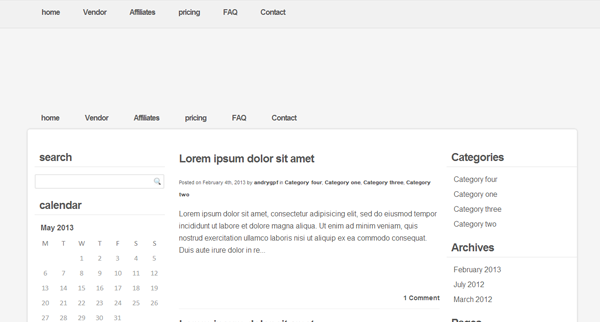 home Vendor Affiliates pricing FAQ Contact
home Vendor Affiliates pricing FAQ Contact
search
calendar
May 2013
M T W T F S S
1 2 3 4 5
6 7 8 9 10 11 12
13 14 15 16 17 18 19
20 21 22 23 24 25 26
27 28 29 30 31
Lorem ipsum dolor sit amet
Posted on February 4th, 2013 by andrygpf in Category four, Category one, Category three, Category
two
Lorem ipsum dolor sit amet, consectetur adipisicing elit, sed do eiusmod tempor
incididunt ut labore et dolore magna aliqua. Ut enim ad minim veniam, quis
nostrud exercitation ullamco laboris nisi ut aliquip ex ea commodo consequat.
Duis aute irure dolor in re...
1 Comment
Categories
Category four
Category one
Category three
Category two
Archives
February 2013
July 2012
March 2012